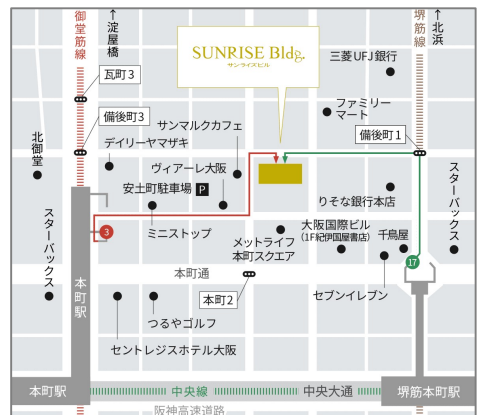 御堂筋線
↑淀屋橋
堺筋線
↑北浜
SUNRISE Bldg.
サンライズビル
三菱UFJ銀行
瓦町3
ファミリー
マート
備後町3
サンマルクカフェ
備後町1
北御堂
デイリーヤマザキ
ヴィアーレ大阪
スターバックス
安土町駐車場 P
りそな銀行本店
スターバックス
3
ミニストップ
メットライフ
本町スクエア
大阪国際ビル
(1F紀伊国屋書店)
千鳥屋
17
本町通
本町駅
本町2
セブンイレブン
つるやゴルフ
セントレジスホテル大阪
本町駅
中央線
中央大通
堺筋本町駅
阪神高速道路